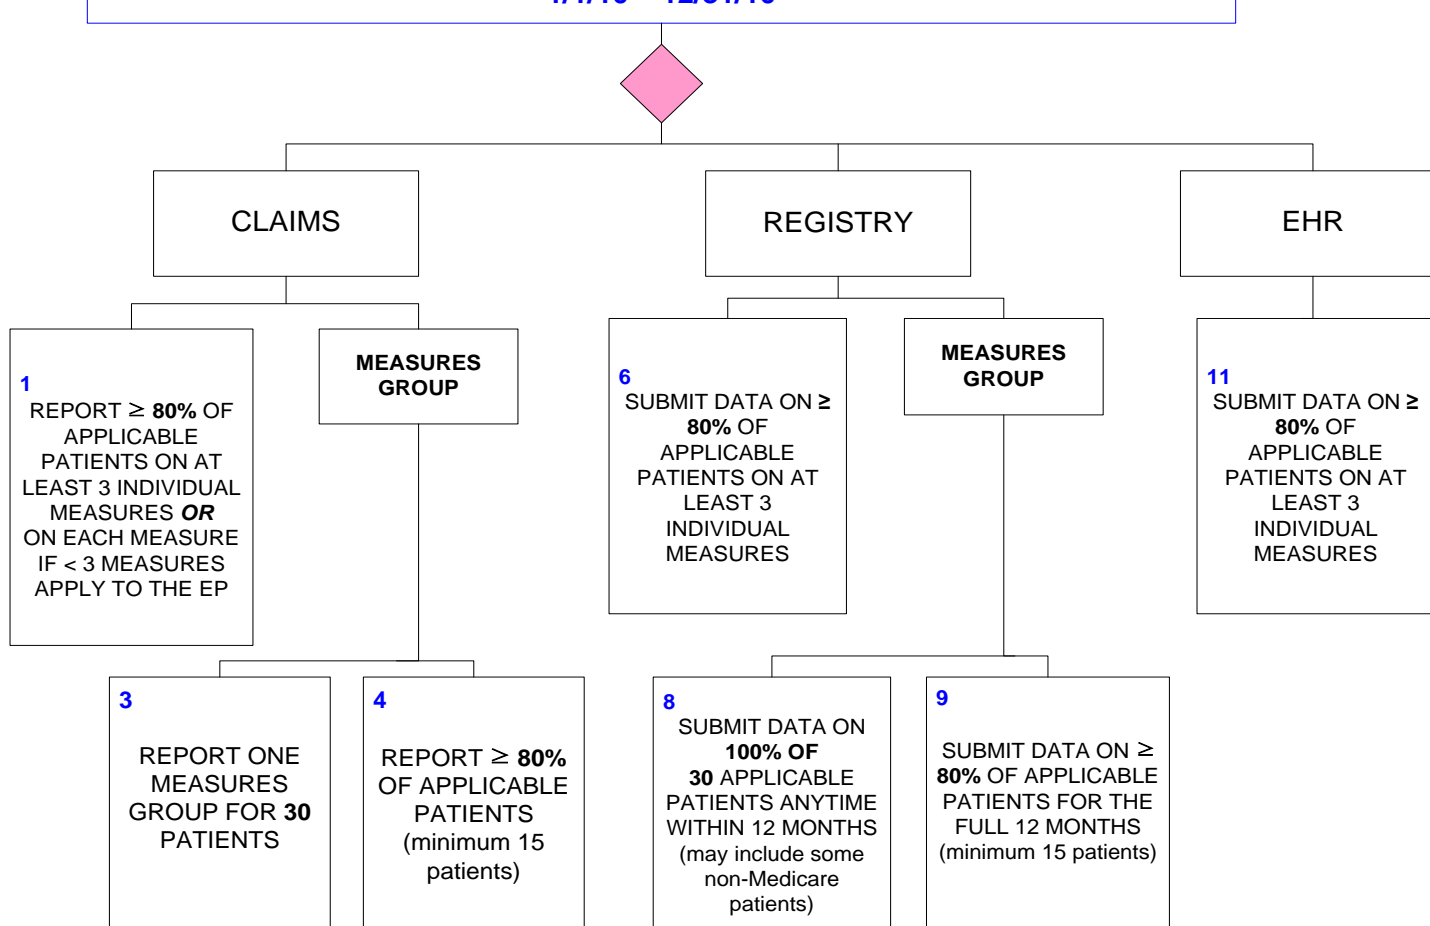 CLAIMS
REGISTRY
EHR
1
REPORT ≥ 80% OF
APPLICABLE
PATIENTS ON AT
LEAST 3 INDIVIDUAL
MEASURES OR
ON EACH MEASURE
IF < 3 MEASURES
APPLY TO THE EP
MEASURES
GROUP
6
SUBMIT DATA ON ≥
80% OF
APPLICABLE
PATIENTS ON AT
LEAST 3
INDIVIDUAL
MEASURES
MEASURES
GROUP
11
SUBMIT DATA ON ≥
80% OF
APPLICABLE
PATIENTS ON AT
LEAST 3
INDIVIDUAL
MEASURES
3
REPORT ONE
MEASURES
GROUP FOR 30
PATIENTS
4
REPORT ≥ 80%
OF APPLICABLE
PATIENTS
(minimum 15
patients)
8
SUBMIT DATA ON
100% OF
30 APPLICABLE
PATIENTS ANYTIME
WITHIN 12 MONTHS
(may include some
non-Medicare
patients)
9
SUBMIT DATA ON ≥
80% OF APPLICABLE
PATIENTS FOR THE
FULL 12 MONTHS
(minimum 15 patients)